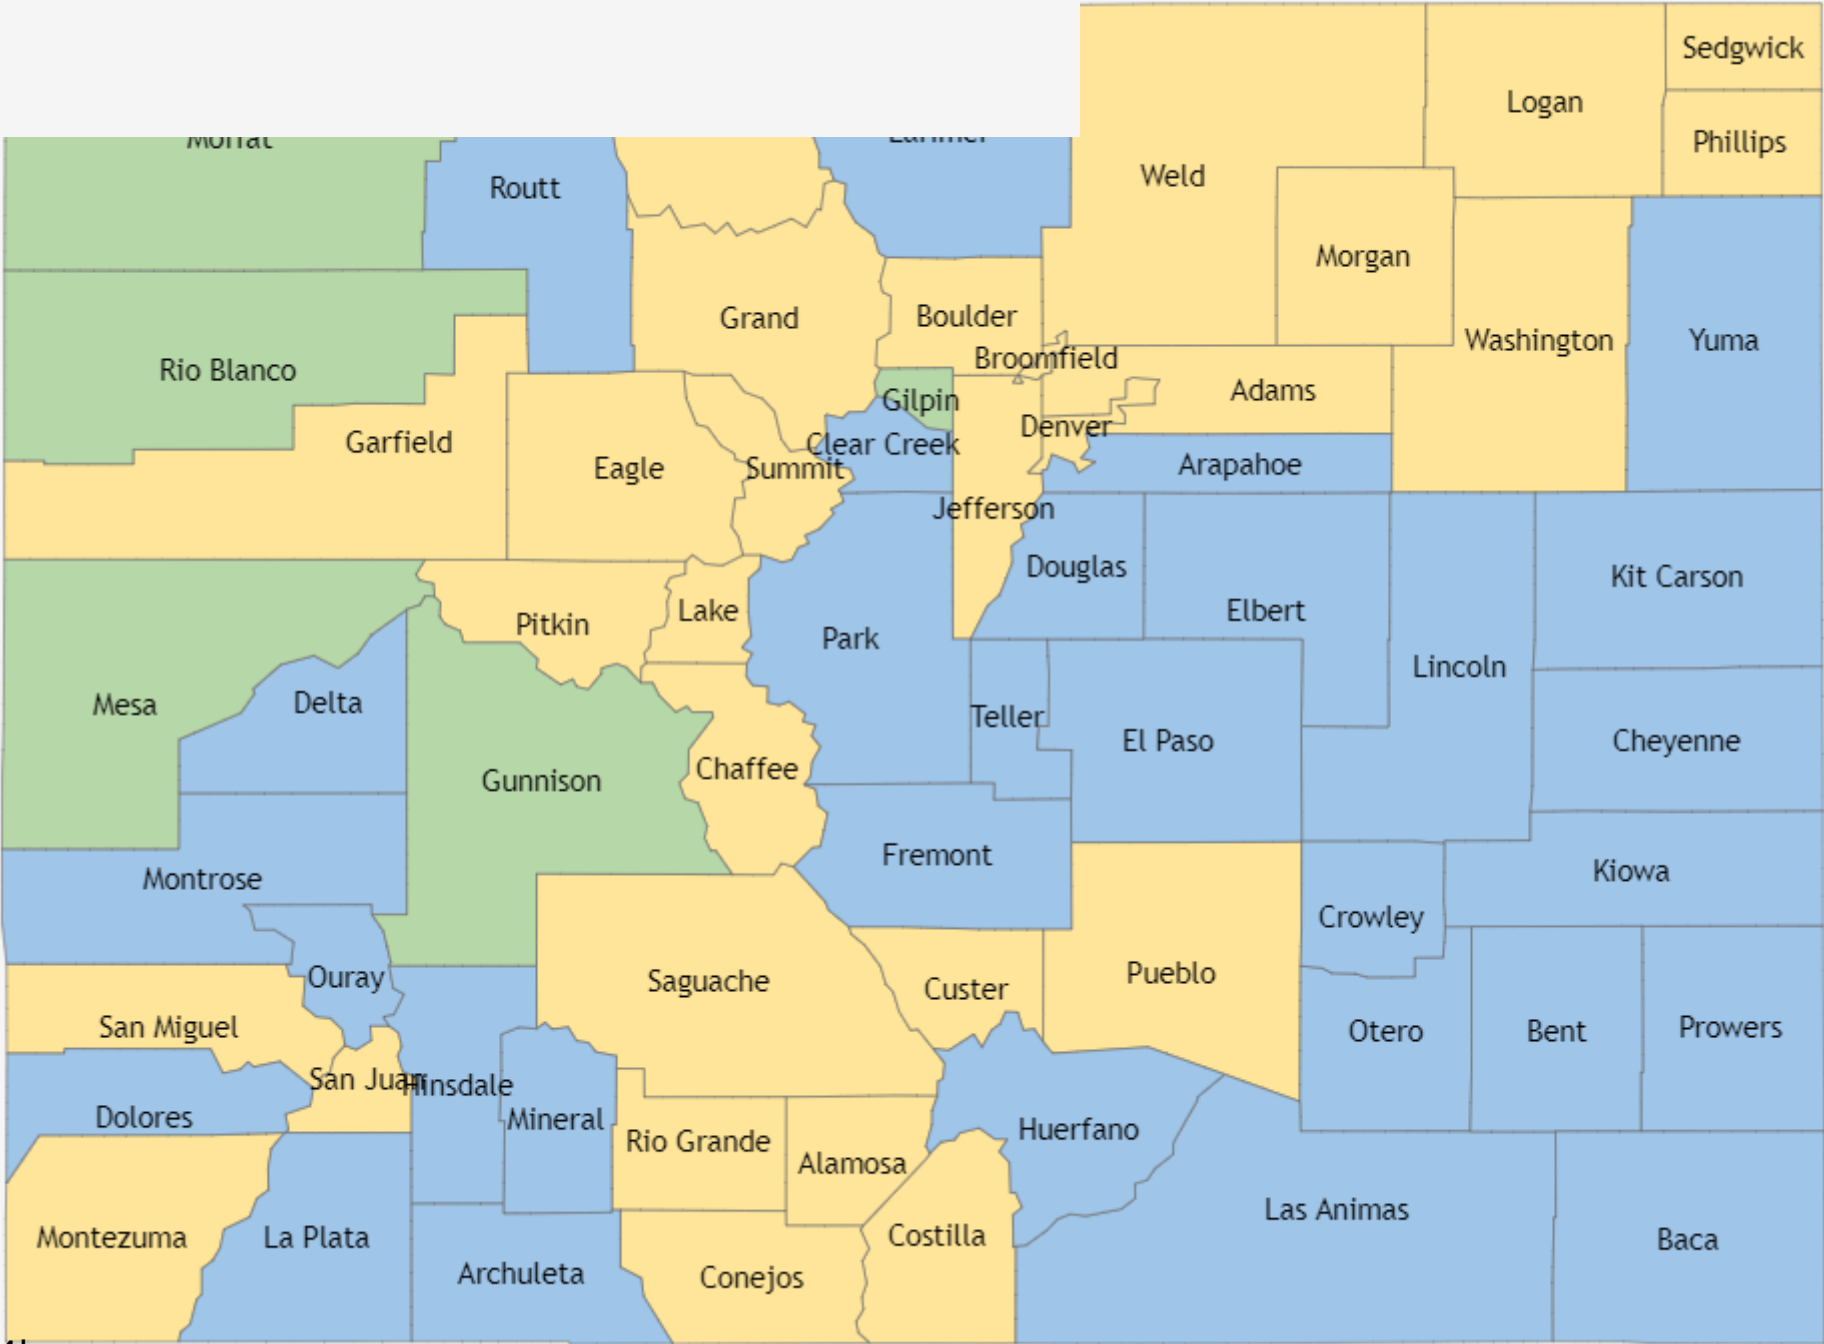 Sedgwick
Logan
Phillips
Moffat
Larimer
Routt
Weld
Morgan
Grand
Boulder
Washington
Yuma
Broomfield
Rio Blanco
Gilpin
Adams
Garfield
Denver
Clear Creek
Eagle
Summit
Arapahoe
Jefferson
Douglas
Kit Carson
Pitkin
Lake
Elbert
Park
Lincoln
Mesa
Delta
Teller
El Paso
Cheyenne
Gunnison
Chaffee
Fremont
Kiowa
Montrose
Crowley
Ouray
Saguache
Custer
Pueblo
San Miguel
Otero
Bent
Prowers
San Juan
Hinsdale
Dolores
Mineral
Rio Grande
Huerfano
Alamosa
Montezuma
La Plata
Costilla
Las Animas
Baca
Archuleta
Conejos